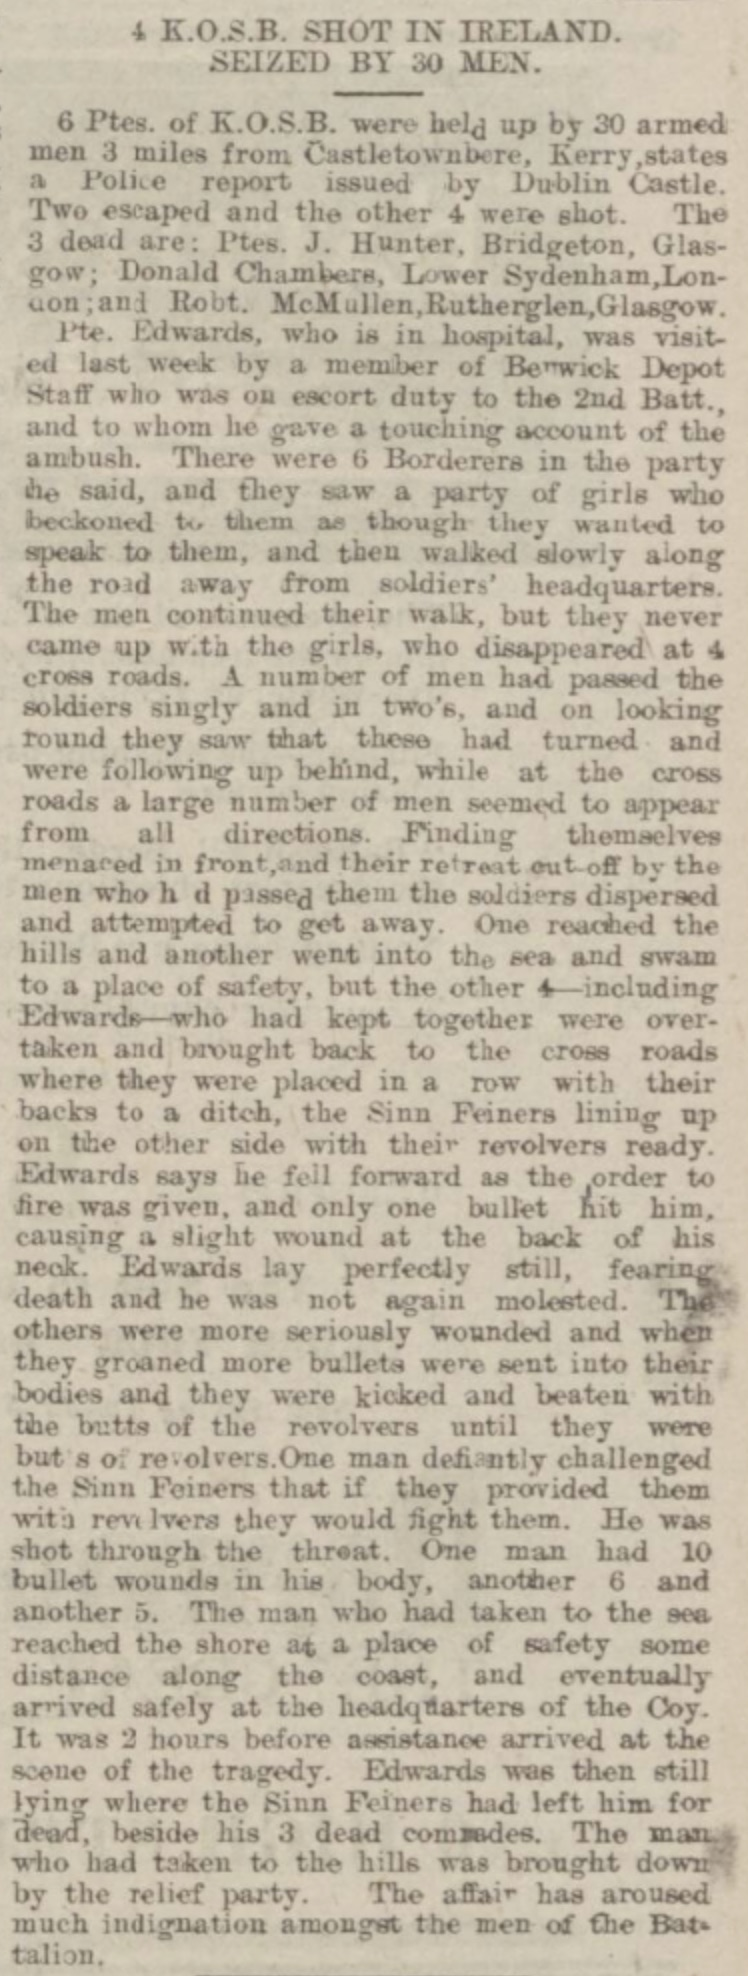 4 K.O.S.B. SHOT IN IRELAND.
SEIZED BY 30 MEN.
6 Ptes. of K.O.S.B. were held up by 30 armed
men 3 miles from Castletownbere, Kerry,states
a Police report issued by Dublin Castle.
Two escaped and the other 4 were shot. The
3 dead are: Ptes. J. Hunter, Bridgeton, Glas-
gow; Donald Chambers, Lower Sydenham,Lon-
don;and Robt. McMullen,Rutherglen,Glasgow.
Pte. Edwards, who is in hospital, was visit-
ed last week by a member of Berwick Depot
Staff who was on escort duty to the 2nd Batt.,
and to whom he gave a touching account of the
ambush. There were 6 Borderers in the party
he said, and they saw a party of girls who
beckoned to them as though they wanted to
speak to them, and then walked slowly along
the road away from soldiers' headquarters.
The men continued their walk, but they never
came up with the girls, who disappeared at 4
cross roads. A number of men had passed the
soldiers singly and in two's, and on looking
round they saw that these had turned and
were following up behind, while at the cross
roads a large number of men seemed to appear
from all directions. Finding themselves
menaced in front,and their retreat cut-off by the
men who h d passed them the soldiers dispersed
and attempted to get away. One reached the
hills and another went into the sea and swam
to a place of safety, but the other 4—including
Edwards—who had kept together were over-
taken and brought back to the cross roads
where they were placed in a row with their
backs to a ditch, the Sinn Feiners lining up
on the other side with their revolvers ready.
Edwards says he fell forward as the order to
fire was given, and only one bullet hit him,
causing a slight wound at the back of his
neck. Edwards lay perfectly still, fearing
death and he was not again molested. The
others were more seriously wounded and when
they groaned more bullets were sent into their
bodies and they were kicked and beaten with
the butts of the revolvers until they were
but s of revolvers.One man defiantly challenged
the Sinn Feiners that if they provided them
with rev lvers they would fight them. He was
shot through the threat. One man had 10
bullet wounds in his body, another 6 and
another 5. The man who had taken to the sea
reached the shore at a place of safety some
distance along the coast, and eventually
arrived safely at the headquarters of the Coy.
It was 2 hours before assistance arrived at the
scene of the tragedy. Edwards was then still
lying where the Sinn Feiners had left him for
dead, beside his 3 dead comrades. The man
who had taken to the hills was brought down
by the relief party. The affair has aroused
much indignation amongst the men of the Bat-
talion.